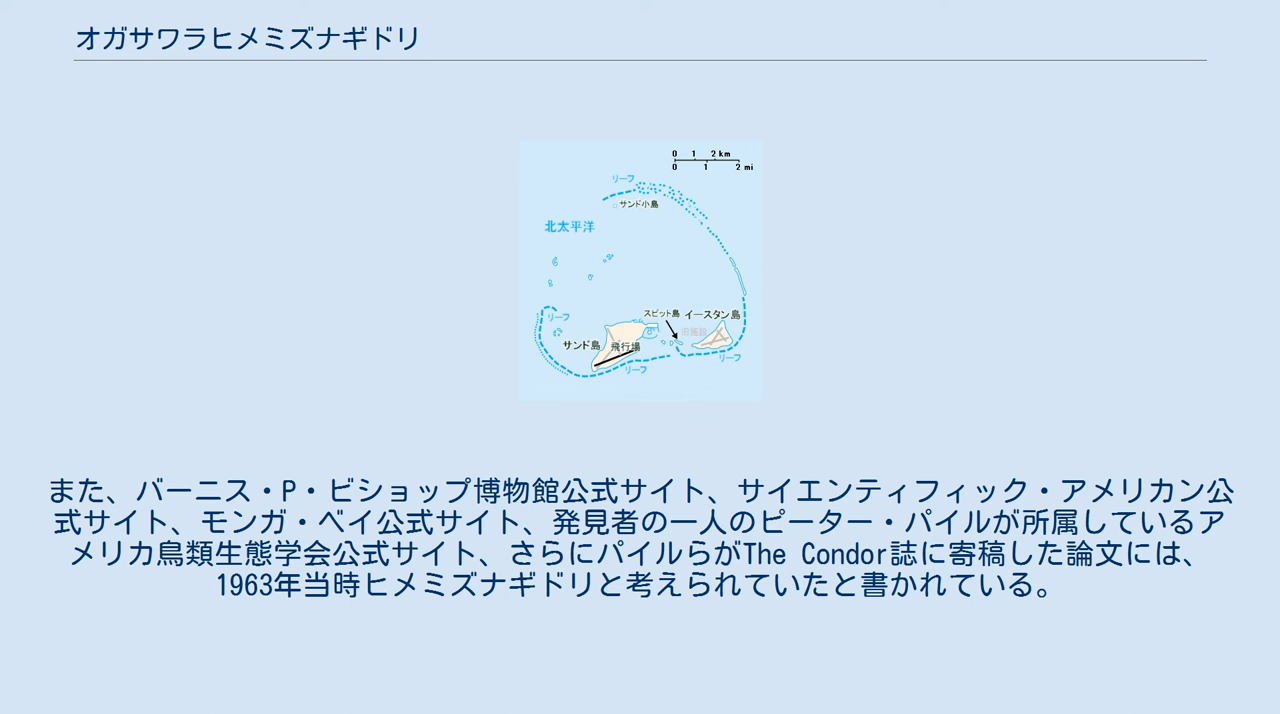 オガサワラヒメミズナギドリ
0 1 2 km
0 1 2 mi
リーフ
サンド小島
北太平洋
スピット島 イースタン島
リーフ
旧施設
サンド島 飛行場
リーフ
リーフ
また、バーニス・P・ビショップ博物館公式サイト、サイエンティフィック・アメリカン公
式サイト、モンガ・ベイ公式サイト、発見者の一人のピーター・パイルが所属しているア
メリカ鳥類生態学会公式サイト、さらにパイルらがThe Condor誌に寄稿した論文には、
1963年当時ヒメミズナギドリと考えられていたと書かれている。